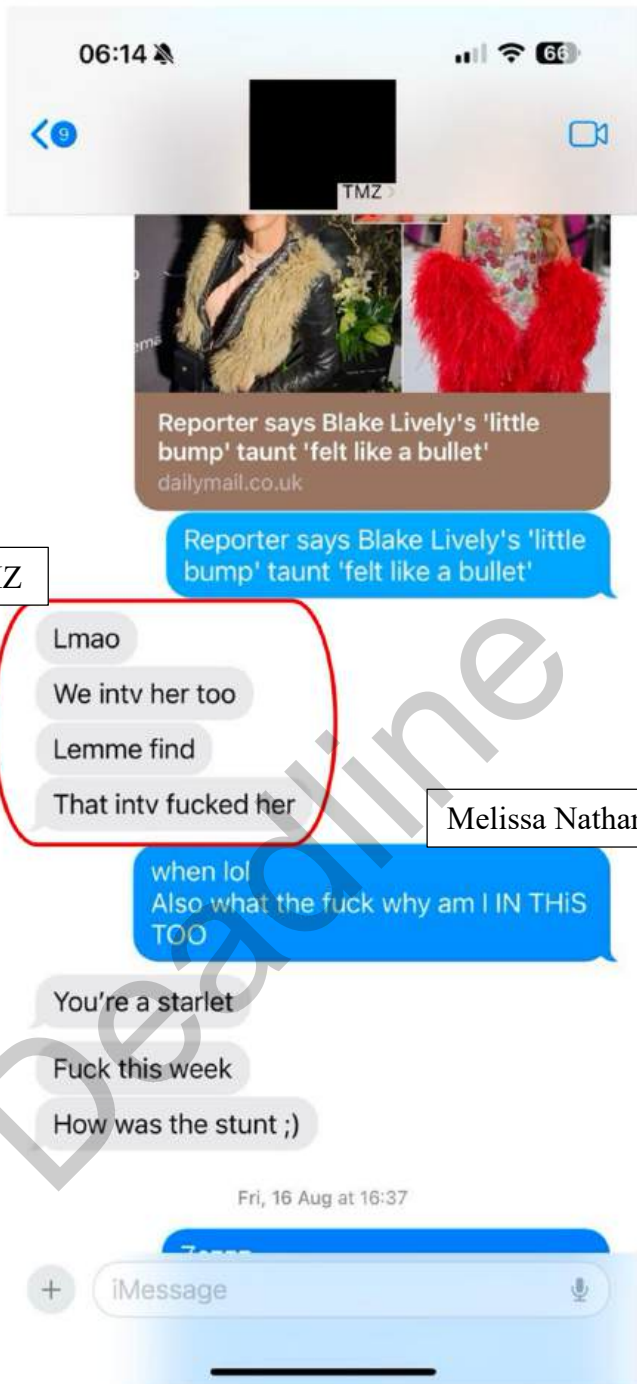 06:14
66
9
TMZ
Reporter says Blake Lively's 'little
bump' taunt 'felt like a bullet'
dailymail.co.uk
Reporter says Blake Lively's 'little
bump' taunt 'felt like a bullet'
Lmao
We intv her too
Lemme find
That intv fucked her
Melissa Nathan
when lol
Also what the fuck why am I IN THiS
TOO
You're a starlet
Fuck this week
How was the stunt ;)
Fri, 16 Aug at 16:37
iMessage
Deadline